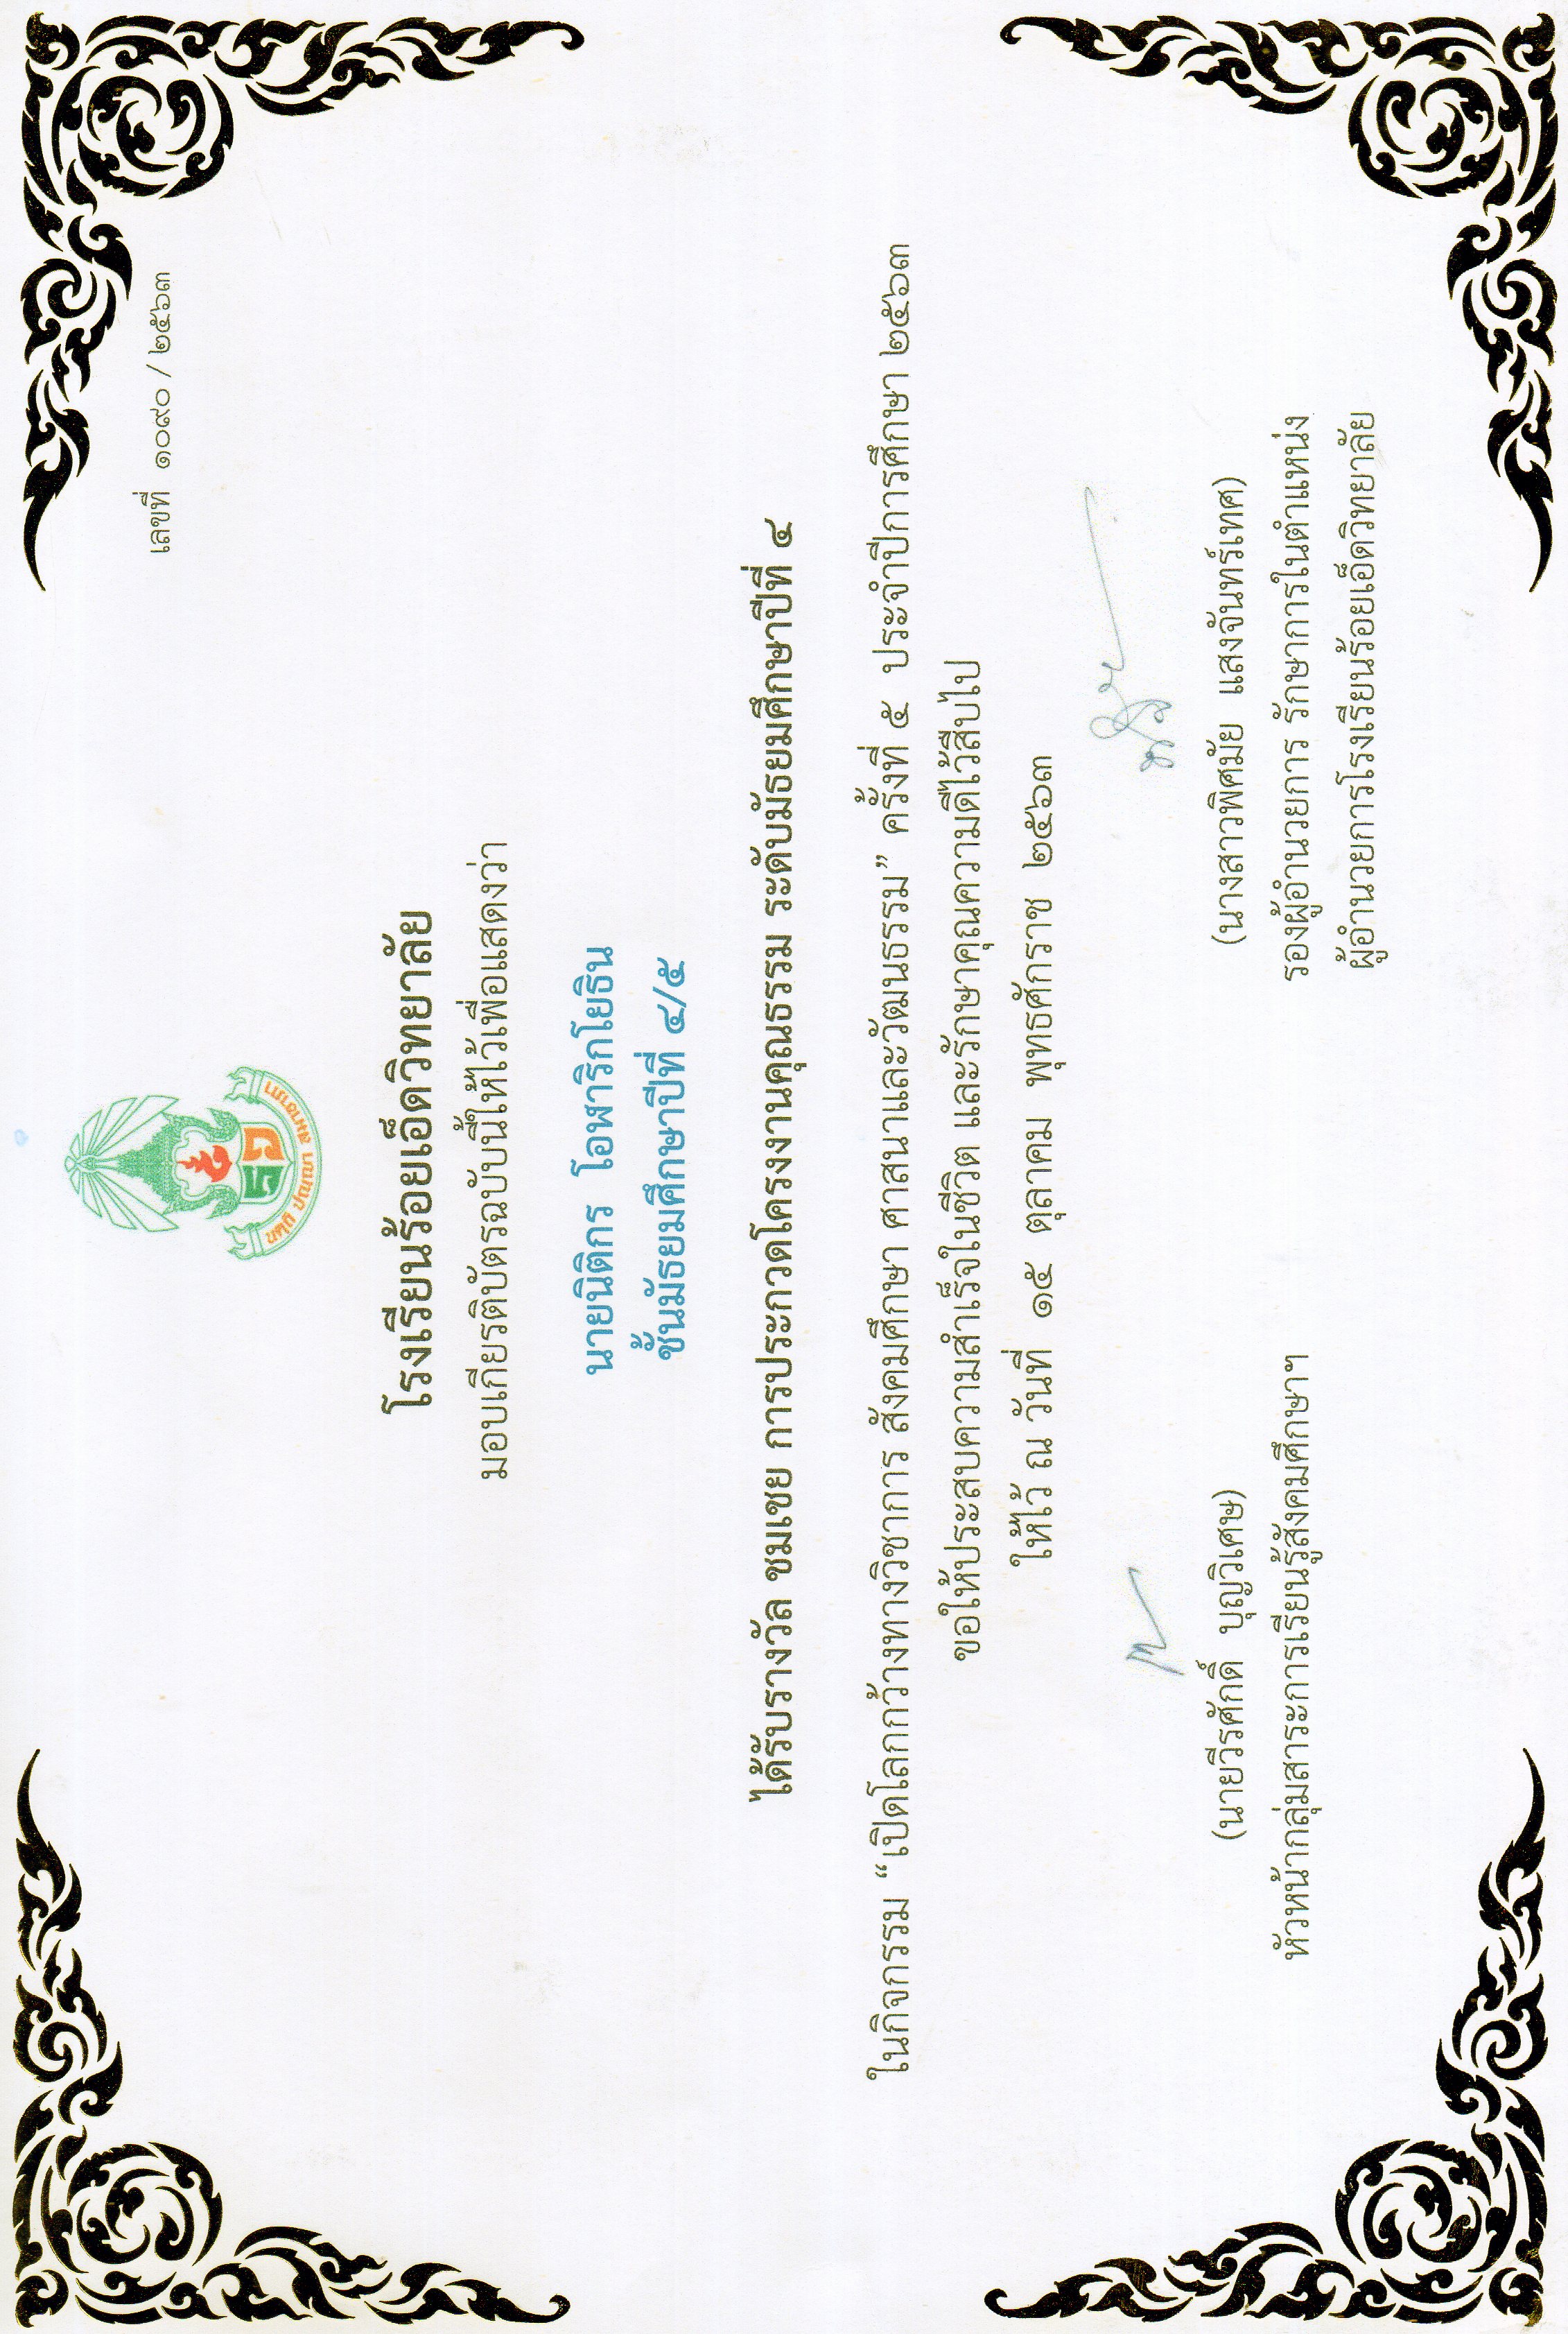 เลขที่ ๑๐๙๐ / ๒๕๖๓
นตฺถิ ปญฺญา สมาอาภา
โรงเรียนร้อยเอ็ดวิทยาลัย
มอบเกียรติบัตรฉบับนี้ให้ไว้เพื่อแสดงว่า
นายนิติกร โอฬาริกโยธิน
ชั้นมัธยมศึกษาปีที่ ๔/๕
ได้รับรางวัล ชมเชย การประกวดโครงงานคุณธรรม ระดับมัธยมศึกษาปีที่ ๔
ในกิจกรรม “เปิดโลกกว้างทางวิชาการ สังคมศึกษา ศาสนาและวัฒนธรรม” ครั้งที่ ๕ ประจำปีการศึกษา ๒๕๖๓
ขอให้ประสบความสำเร็จในชีวิต และรักษาคุณความดีไว้สืบไป
ให้ไว้ ณ วันที่ ๑๕ ตุลาคม พุทธศักราช ๒๕๖๓
(นายวีรศักดิ์ บุญวิเศษ)
หัวหน้ากลุ่มสาระการเรียนรู้สังคมศึกษาฯ
(นางสาวพิศมัย แสงจันทร์เทศ)
รองผู้อำนวยการ รักษาการในตำแหน่ง
ผู้อำนวยการโรงเรียนร้อยเอ็ดวิทยาลัย